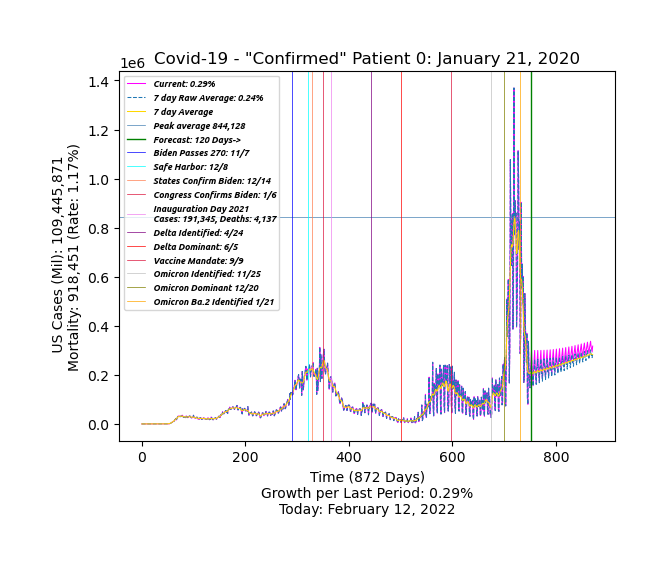 Covid-19 - "Confirmed" Patient 0: January 21, 2020
1e6
1.4
1.2
1.0
0.8
0.6
0.4
0.2
0.0
US Cases (Mil): 109,445,871
Mortality: 918,451 (Rate: 1.17%)
Current: 0.29%
7 day Raw Average: 0.24%
7 day Average
Peak average 844,128
Forecast: 120 Days->
Biden Passes 270: 11/7
Safe Harbor: 12/8
States Confirm Biden: 12/14
Congress Confirms Biden: 1/6
Inauguration Day 2021
Cases: 191,345, Deaths: 4,137
Delta Identified: 4/24
Delta Dominant: 6/5
Vaccine Mandate: 9/9
Omicron Identified: 11/25
Omicron Dominant 12/20
Omicron Ba.2 Identified 1/21
0 200 400 600 800
Time (872 Days)
Growth per Last Period: 0.29%
Today: February 12, 2022